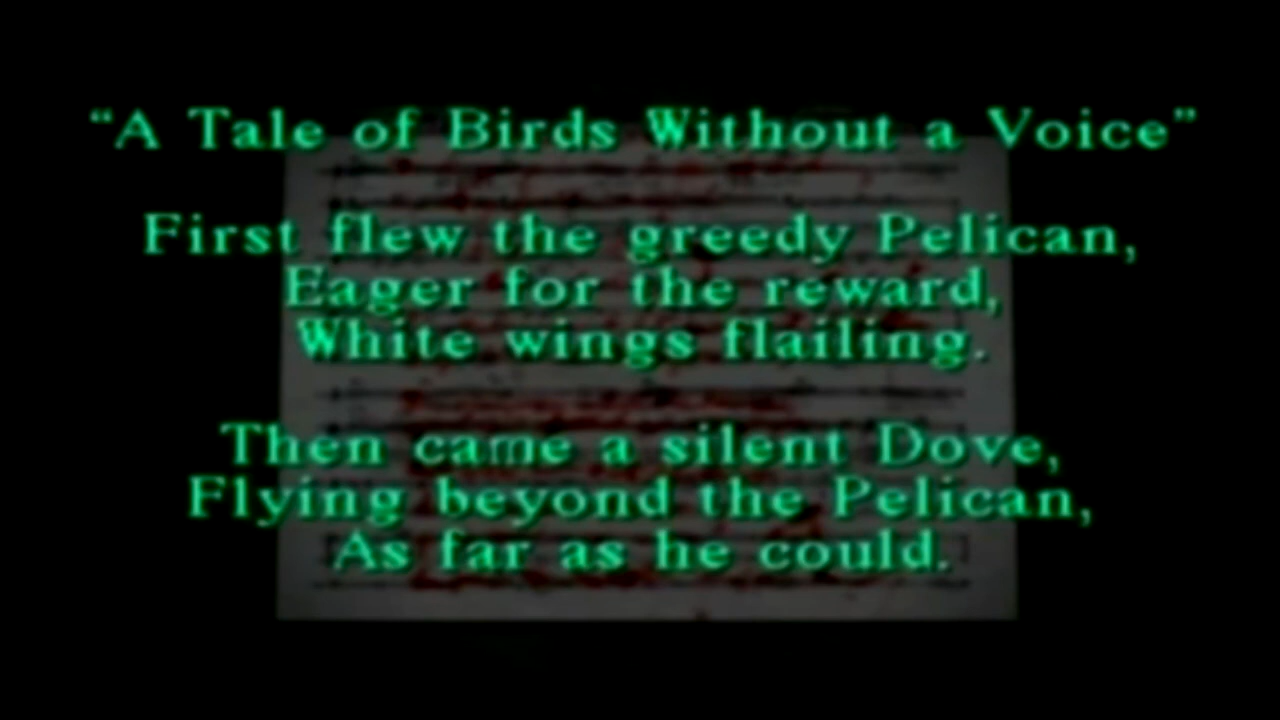 “A Tale of Birds Without a Voice”
First flew the greedy Pelican,
Eager for the reward,
White wings flailing.
Then came a silent Dove,
Flying beyond the Pelican,
As far as he could.